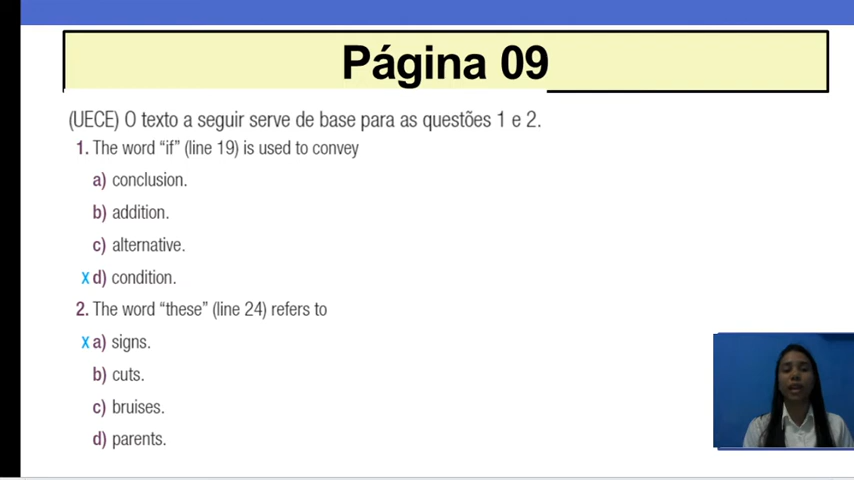 Página 09
(UECE) O texto a seguir serve de base para as questões 1 e 2.
1. The word “if” (line 19) is used to convey
a) conclusion.
b) addition.
c) alternative.
x d) condition.
2. The word “these” (line 24) refers to
x a) signs.
b) cuts.
c) bruises.
d) parents.